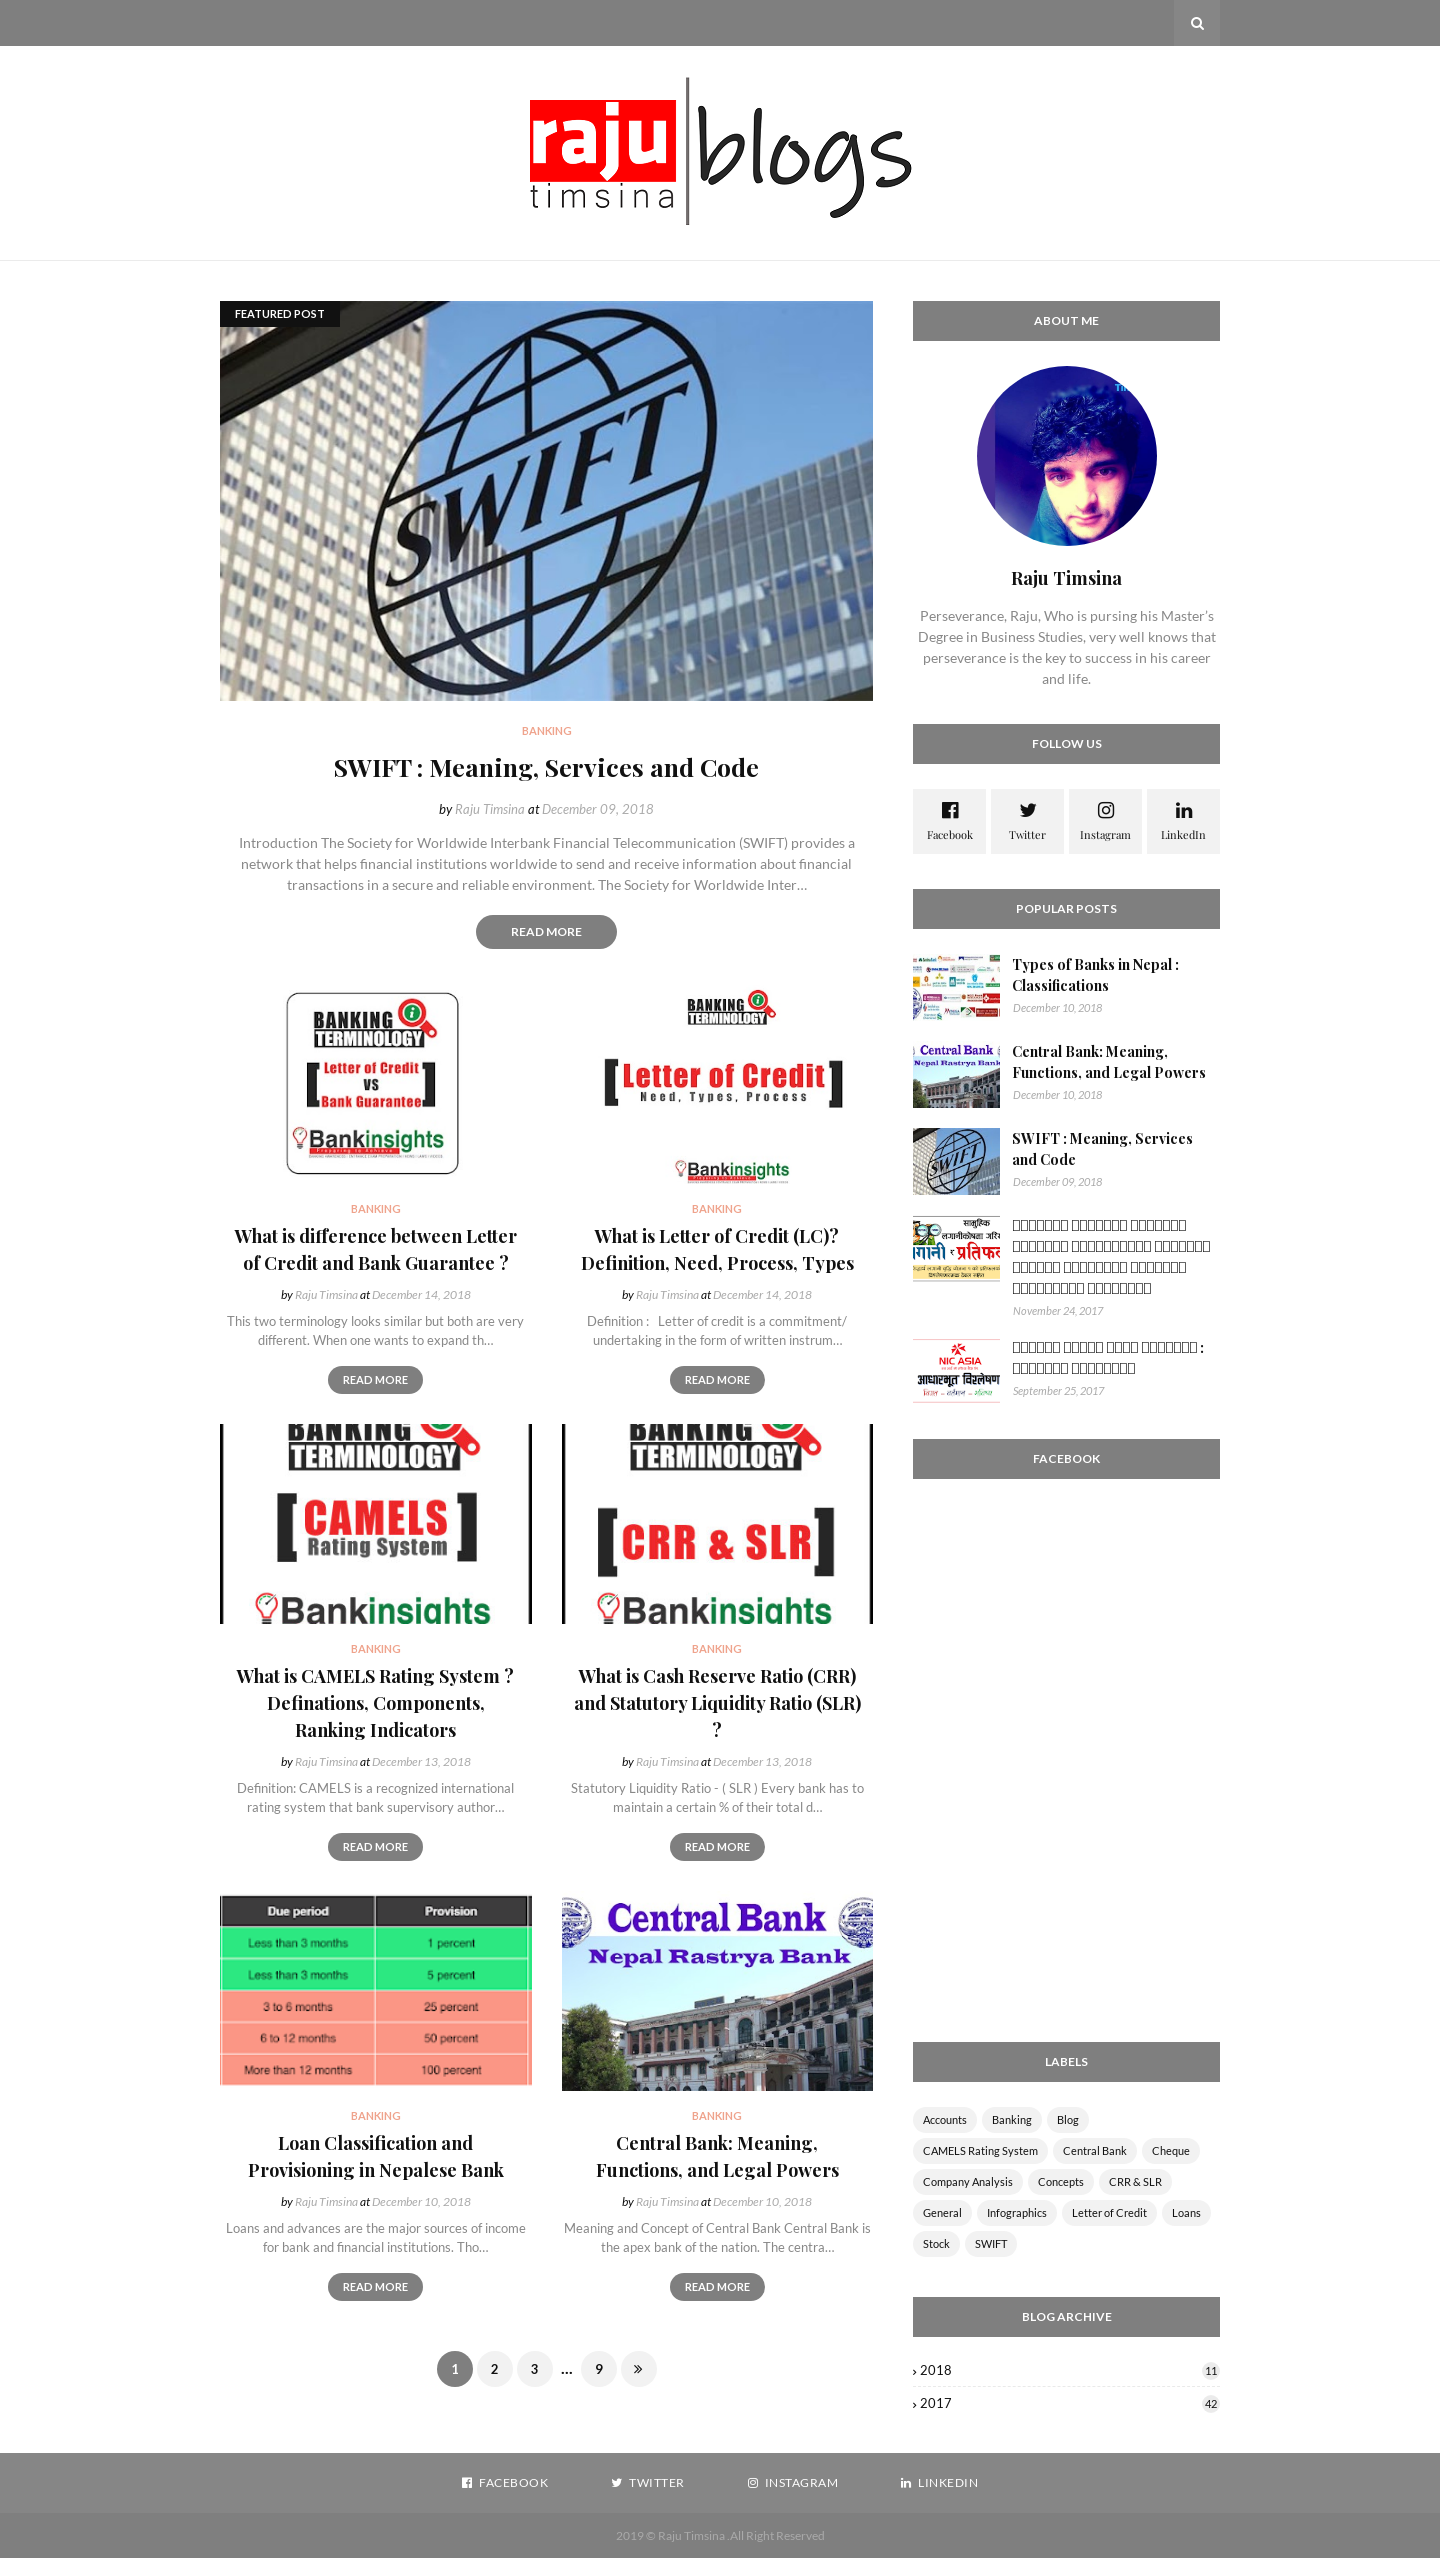 raju
timsina
blogs
FEATURED POST
SWIFT
BANKING
SWIFT : Meaning, Services and Code
by Raju Timsina at December 09, 2018
Introduction The Society for Worldwide Interbank Financial Telecommunication (SWIFT) provides a
network that helps financial institutions worldwide to send and receive information about financial
transactions in a secure and reliable environment. The Society for Worldwide Inter...
READ MORE
BANKING
TERMINOLOGY
Letter of Credit
VS
Bank Guarantee
Bankinsights
Preparing to Achieve
BANKING
What is difference between Letter
of Credit and Bank Guarantee ?
by Raju Timsina at December 14, 2018
This two terminology looks similar but both are very
different. When one wants to expand th...
READ MORE
BANKING
TERMINOLOGY
Letter of Credit
Need, Types, Process
Bankinsights
BANKING
What is Letter of Credit (LC)?
Definition, Need, Process, Types
by Raju Timsina at December 14, 2018
Definition :   Letter of credit is a commitment/
undertaking in the form of written instrum...
READ MORE
BANKING
TERMINOLOGY
CAMELS
Rating System
Bankinsights
BANKING
What is CAMELS Rating System ?
Definations, Components,
Ranking Indicators
by Raju Timsina at December 13, 2018
Definition: CAMELS is a recognized international
rating system that bank supervisory author...
READ MORE
BANKING
TERMINOLOGY
CRR & SLR
Bankinsights
BANKING
What is Cash Reserve Ratio (CRR)
and Statutory Liquidity Ratio (SLR)
?
by Raju Timsina at December 13, 2018
Statutory Liquidity Ratio - ( SLR ) Every bank has to
maintain a certain % of their total d...
READ MORE
Due period Provision
Less than 3 months 1 percent
Less than 3 months 5 percent
3 to 6 months 25 percent
6 to 12 months 50 percent
More than 12 months 100 percent
BANKING
Loan Classification and
Provisioning in Nepalese Bank
by Raju Timsina at December 10, 2018
Loans and advances are the major sources of income
for bank and financial institutions. Tho...
READ MORE
Central Bank
Nepal Rastrya Bank
BANKING
Central Bank: Meaning,
Functions, and Legal Powers
by Raju Timsina at December 10, 2018
Meaning and Concept of Central Bank Central Bank is
the apex bank of the nation. The centra...
READ MORE
1 2 3 ... 9 »
ABOUT ME
Raju Timsina
Perseverance, Raju, Who is pursing his Master's
Degree in Business Studies, very well knows that
perseverance is the key to success in his career
and life.
FOLLOW US
Facebook Twitter Instagram LinkedIn
POPULAR POSTS
Types of Banks in Nepal :
Classifications
December 10, 2018
Central Bank
Nepal Rastrya Bank
Central Bank: Meaning,
Functions, and Legal Powers
December 10, 2018
SWIFT
SWIFT : Meaning, Services
and Code
December 09, 2018
सामुहिक
प्रतिफल
November 24, 2017
NIC ASIA
आधारभूत विश्लेषण
September 25, 2017
FACEBOOK
LABELS
Accounts Banking Blog
CAMELS Rating System Central Bank Cheque
Company Analysis Concepts CRR & SLR
General Infographics Letter of Credit Loans
Stock SWIFT
BLOG ARCHIVE
› 2018 11
› 2017 42
FACEBOOK TWITTER INSTAGRAM LINKEDIN
2019 © Raju Timsina .All Right Reserved